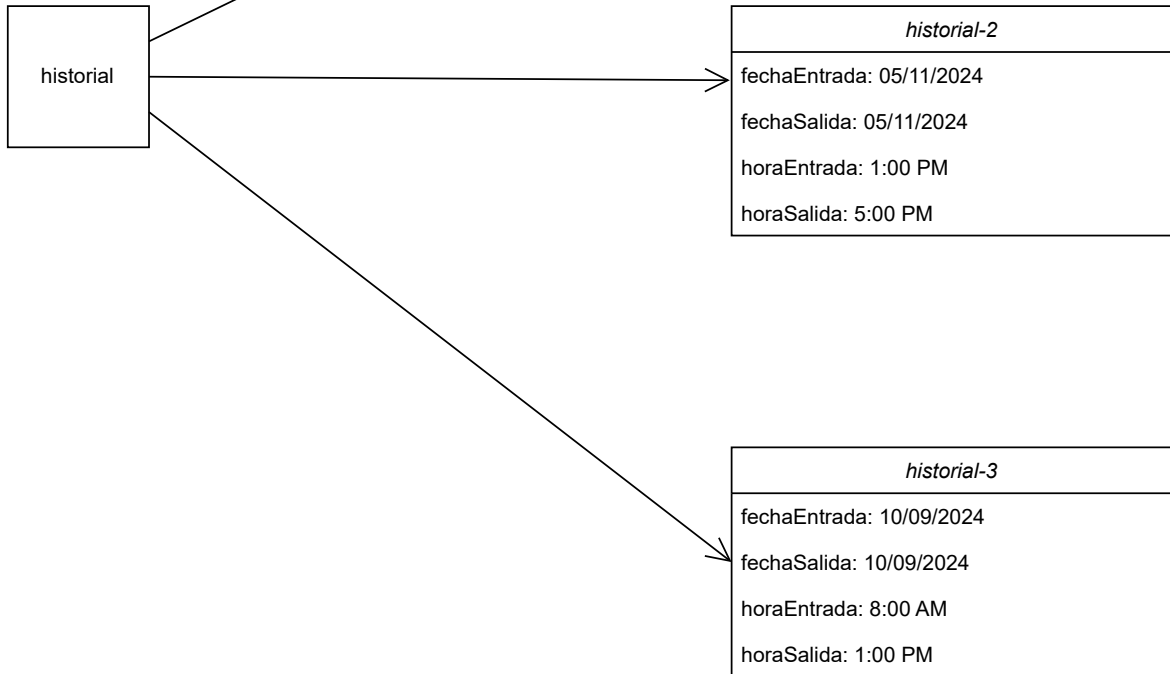 historial
historial-2
fechaEntrada: 05/11/2024
fechaSalida: 05/11/2024
horaEntrada: 1:00 PM
horaSalida: 5:00 PM
historial-3
fechaEntrada: 10/09/2024
fechaSalida: 10/09/2024
horaEntrada: 8:00 AM
horaSalida: 1:00 PM